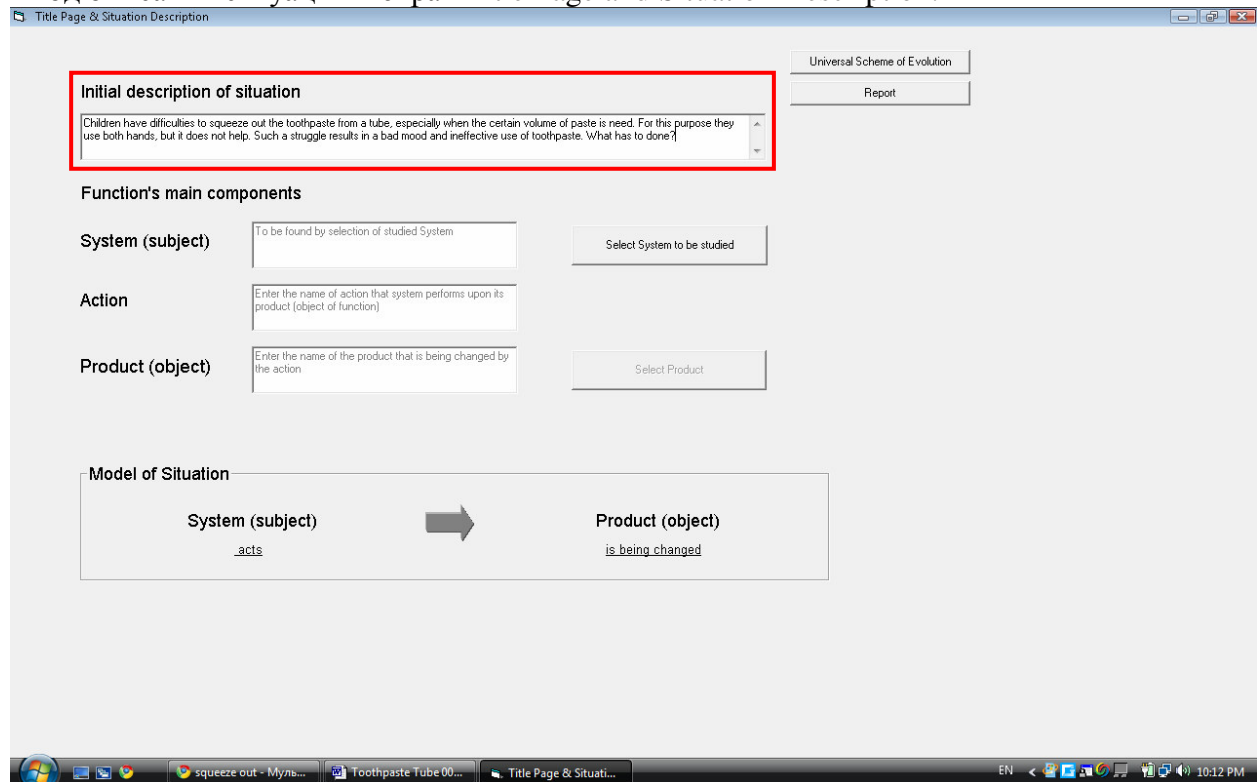 Title Page & Situation Description
Universal Scheme of Evolution
Report
Initial description of situation
Children have difficulties to squeeze out the toothpaste from a tube, especially when the certain volume of paste is need. For this purpose they
use both hands, but it does not help. Such a struggle results in a bad mood and ineffective use of toothpaste. What has to done?
Function's main components
System (subject)
To be found by selection of studied System
Select System to be studied
Action
Enter the name of action that system performs upon its
product (object of function)
Product (object)
Enter the name of the product that is being changed by
the action
Select Product
Model of Situation
System (subject)
Product (object)
acts
is being changed
squeeze out - Муль...
Toothpaste Tube 00...
Title Page & Situati...
EN
10:12 PM